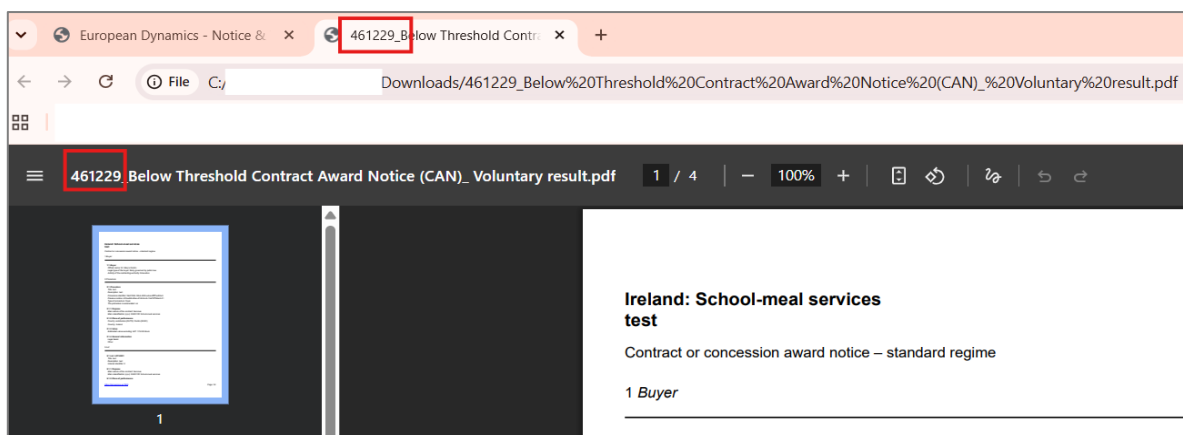 European Dynamics - Notice &
461229_Below Threshold Contra
File C:/ Downloads/461229_Below%20Threshold%20Contract%20Award%20Notice%20(CAN)_%20Voluntary%20result.pdf
461229_Below Threshold Contract Award Notice (CAN)_ Voluntary result.pdf 1 / 4 100%
1
Ireland: School-meal services
test
Contract or concession award notice – standard regime
1 Buyer